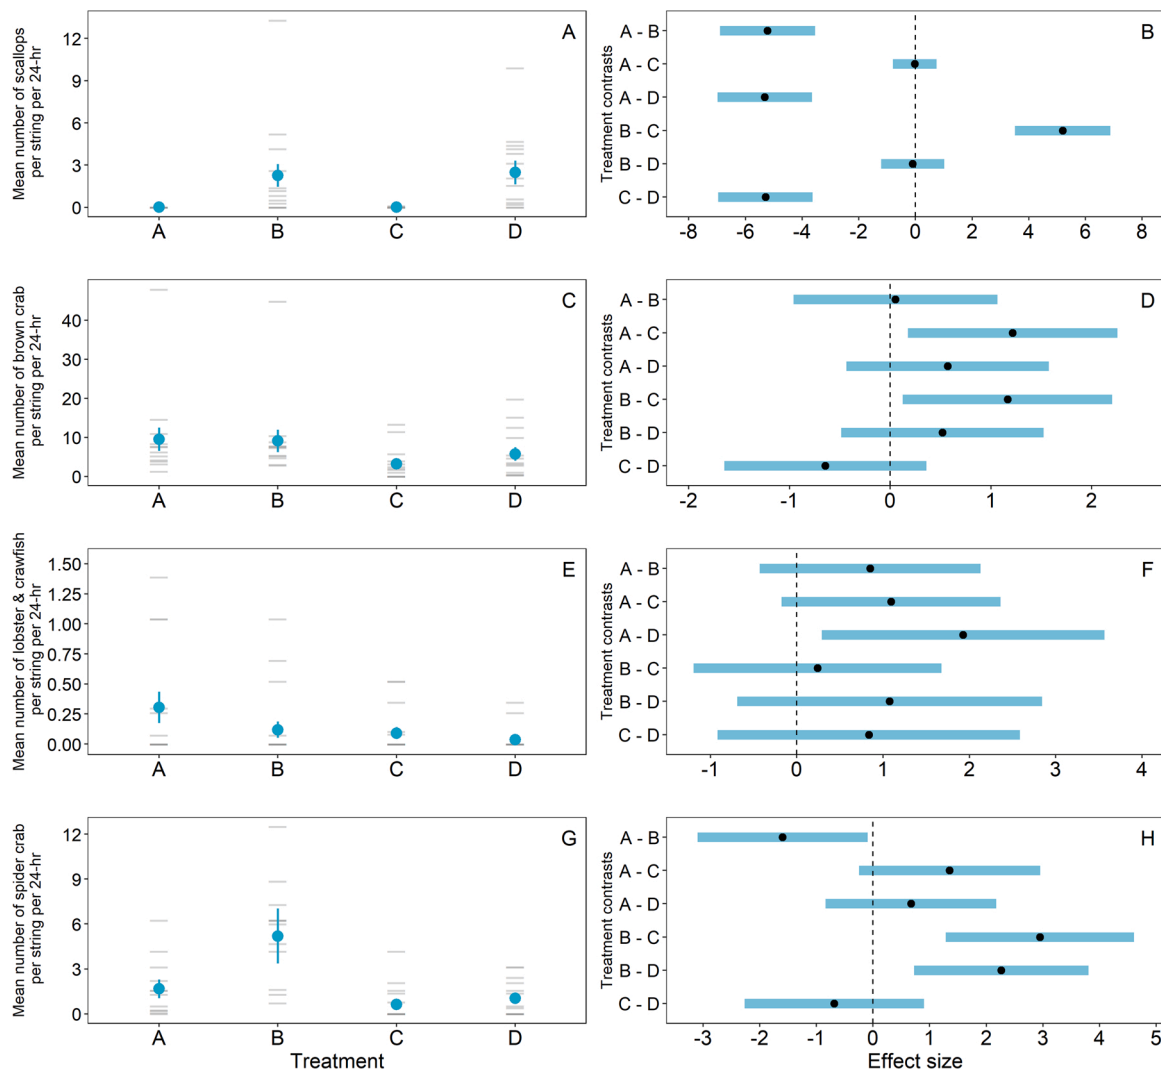 Mean number of scallops
per string per 24-hr
12
9
6
3
0
A
A B C D
Treatment contrasts
A - B
A - C
A - D
B - C
B - D
C - D
B
-8 -6 -4 -2 0 2 4 6 8
Mean number of brown crab
per string per 24-hr
40
30
20
10
0
C
A B C D
Treatment contrasts
A - B
A - C
A - D
B - C
B - D
C - D
D
-2 -1 0 1 2
Mean number of lobster & crawfish
per string per 24-hr
1.50
1.25
1.00
0.75
0.50
0.25
0.00
E
A B C D
Treatment contrasts
A - B
A - C
A - D
B - C
B - D
C - D
F
-1 0 1 2 3 4
Mean number of spider crab
per string per 24-hr
12
9
6
3
0
G
A B C D
Treatment
Treatment contrasts
A - B
A - C
A - D
B - C
B - D
C - D
H
-3 -2 -1 0 1 2 3 4 5
Effect size